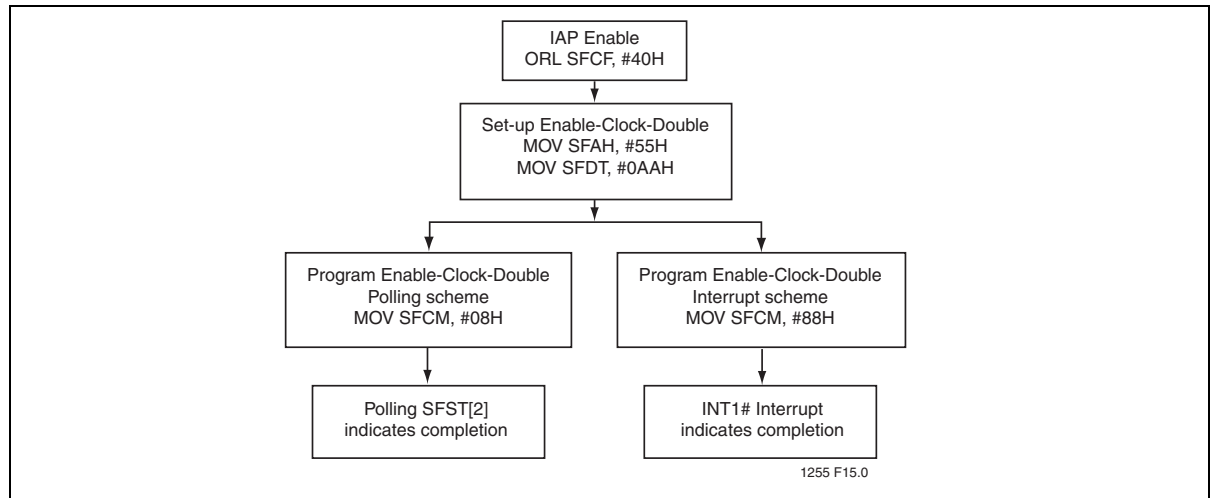 IAP Enable
ORL SFCF, #40H
Set-up Enable-Clock-Double
MOV SFAH, #55H
MOV SFDT, #0AAH
Program Enable-Clock-Double
Polling scheme
MOV SFCM, #08H
Program Enable-Clock-Double
Interrupt scheme
MOV SFCM, #88H
Polling SFST[2]
indicates completion
INT1# Interrupt
indicates completion
1255 F15.0